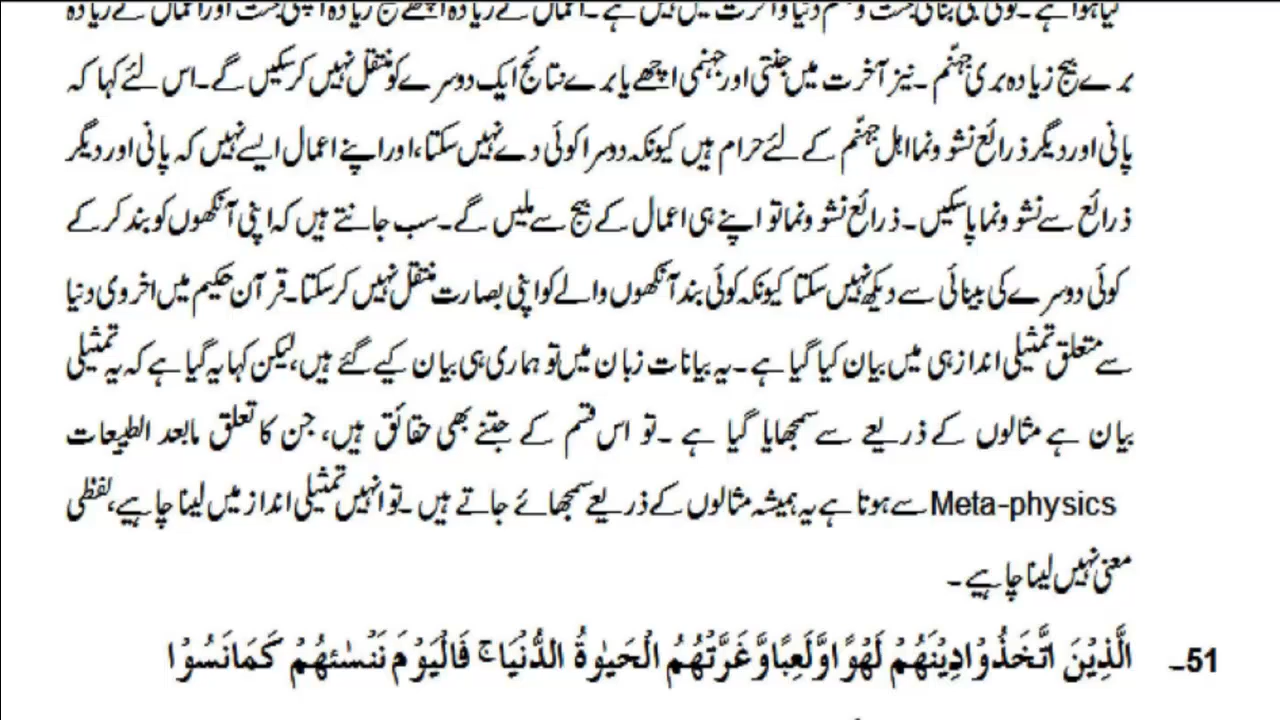 برے بیج زیادہ بری جہنّم ۔ نیز آخرت میں جنتی اور جہنمی اچھے یا برے نتائج ایک دوسرے کو منتقل نہیں کر سکیں گے۔ اس لئے کہا کہ
پانی اور دیگر ذرائع نشو ونما اہل جہنّم کے لئے حرام ہیں کیونکہ دوسرا کوئی دے نہیں سکتا، اور اپنے اعمال ایسے نہیں کہ پانی اور دیگر
ذرائع سے نشو ونما پا سکیں۔ ذرائع نشو ونما تو اپنے ہی اعمال کے بیج سے ملیں گے۔ سب جانتے ہیں کہ اپنی آنکھوں کو بند کر کے
کوئی دوسرے کی بینائی سے دیکھ نہیں سکتا کیونکہ کوئی بند آنکھوں والے کو اپنی بصارت منتقل نہیں کر سکتا۔ قرآن حکیم میں اخروی دنیا
سے متعلق تمثیلی انداز ہی میں بیان کیا گیا ہے۔ یہ بیانات زبان میں تو ہماری ہی بیان کیے گئے ہیں، لیکن کہا یہ گیا ہے کہ یہ تمثیلی
بیان ہے مثالوں کے ذریعے سے سمجھایا گیا ہے ۔ تو اس قسم کے جتنے بھی حقائق ہیں، جن کا تعلق مابعد الطبیعات
Meta-physics سے ہوتا ہے یہ ہمیشہ مثالوں کے ذریعے سمجھائے جاتے ہیں۔ تو انہیں تمثیلی انداز میں لینا چاہیے، لفظی
معنی نہیں لینا چاہیے ۔
51۔ الَّذِیْنَ اتَّخَذُوْا دِیْنَهُمْ لَهْوًا وَّلَعِبًا وَّغَرَّتْهُمُ الْحَیٰوةُ الدُّنْیَا ۚ فَالْیَوْمَ نَنْسٰىهُمْ كَمَا نَسُوْا